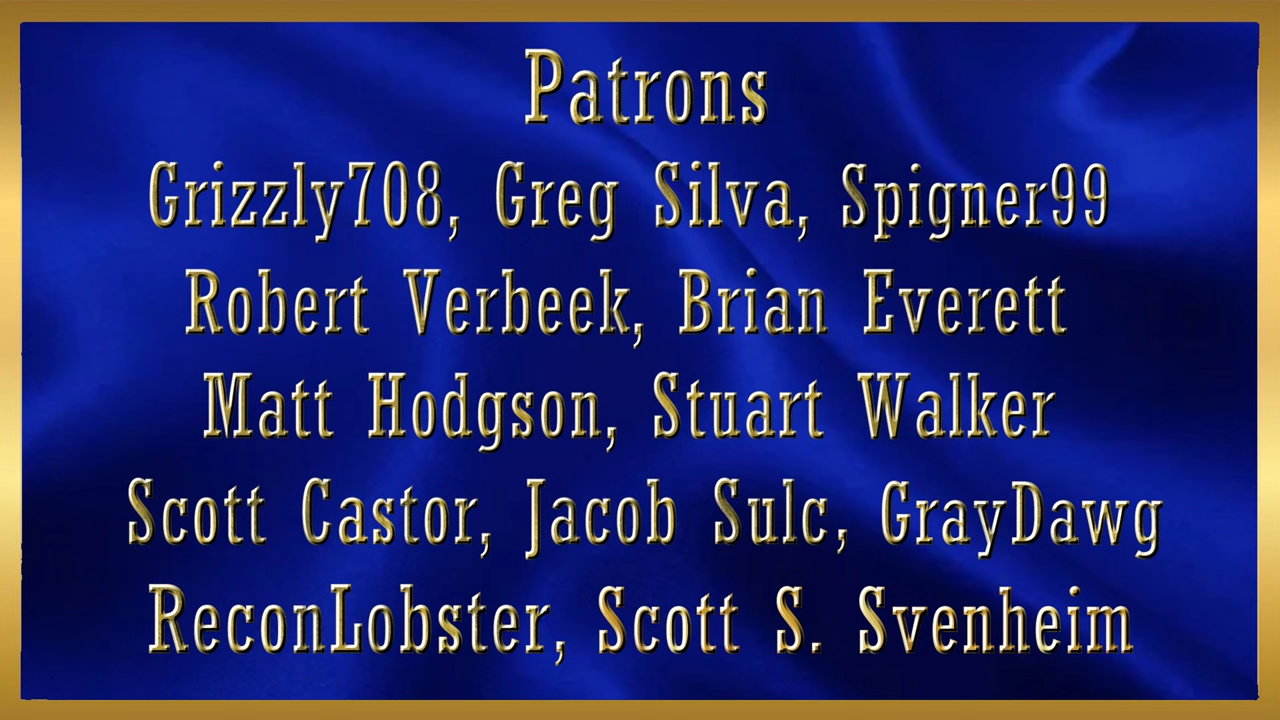 Patrons
Grizzly708, Greg Silva, Spigner99
Robert Verbeek, Brian Everett
Matt Hodgson, Stuart Walker
Scott Castor, Jacob Sulc, GrayDawg
ReconLobster, Scott S. Svenheim